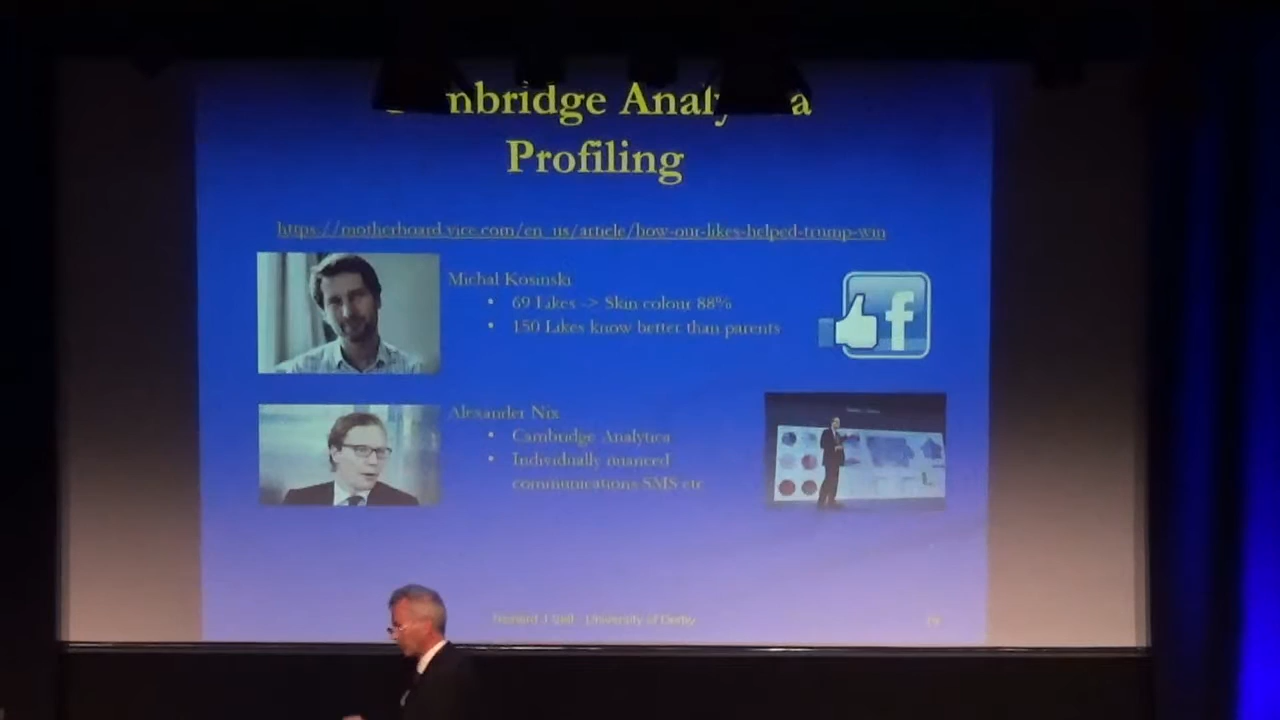 mbridge Analy a
Profiling
https://motherboard.vice.com/en_us/article/how-our-likes-helped-trump-win
Michal Kosinski
• 69 Likes -> Skin colour 88%
• 150 Likes know better than parents
f
Alexander Nix
• Cambridge Analytica
• Individually nuanced
communications SMS etc
University of Derby